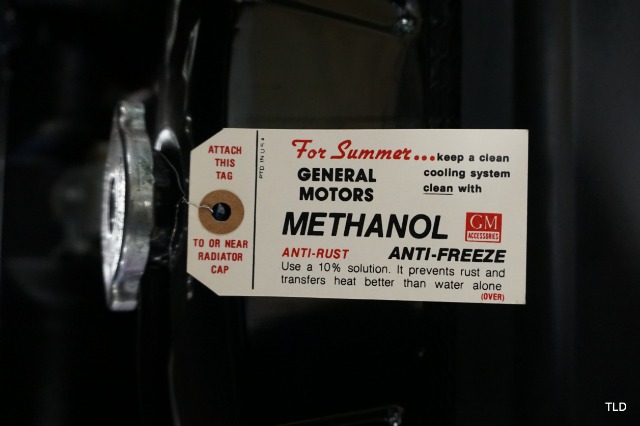 ATTACH
THIS
TAG
TO OR NEAR
RADIATOR
CAP
PTD IN U.S.A.
For Summer...keep a clean
cooling system
clean with
GENERAL
MOTORS
METHANOL
GM
ACCESSORIES
ANTI-RUST ANTI-FREEZE
Use a 10% solution. It prevents rust and
transfers heat better than water alone
(OVER)
TLD